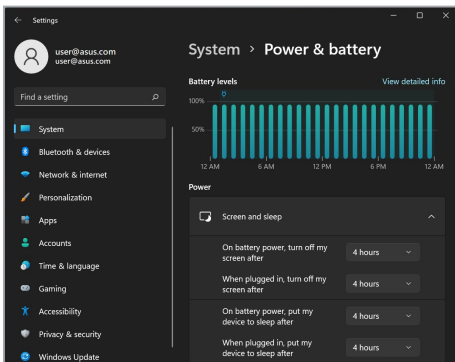 Settings
user@asus.com
user@asus.com
Find a setting
System
Bluetooth & devices
Network & internet
Personalization
Apps
Accounts
Time & language
Gaming
Accessibility
Privacy & security
Windows Update
System > Power & battery
Battery levels
View detailed info
100%
50%
12 AM
6 AM
12 PM
6 PM
12 AM
Power
Screen and sleep
On battery power, turn off my
screen after
4 hours
When plugged in, turn off my
screen after
4 hours
On battery power, put my
device to sleep after
4 hours
When plugged in, put my
device to sleep after
4 hours